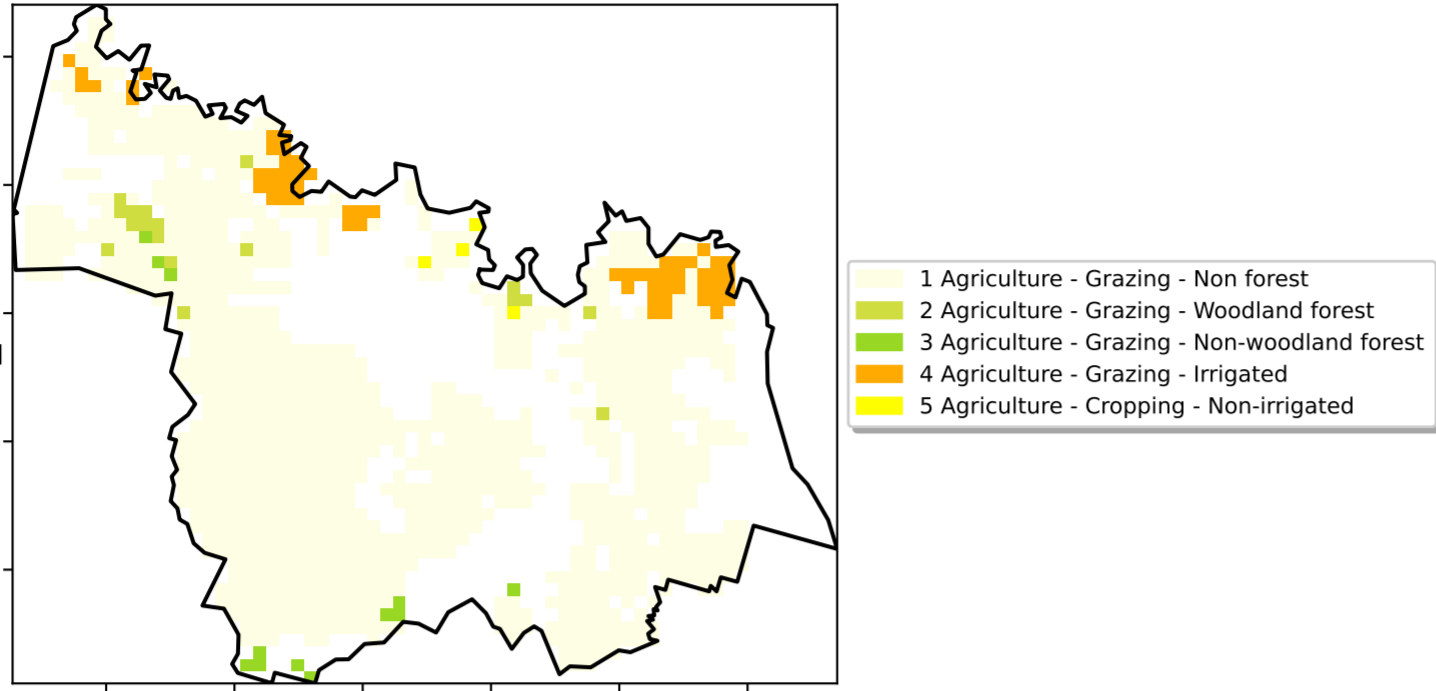 1 Agriculture - Grazing - Non forest
2 Agriculture - Grazing - Woodland forest
3 Agriculture - Grazing - Non-woodland forest
4 Agriculture - Grazing - Irrigated
5 Agriculture - Cropping - Non-irrigated